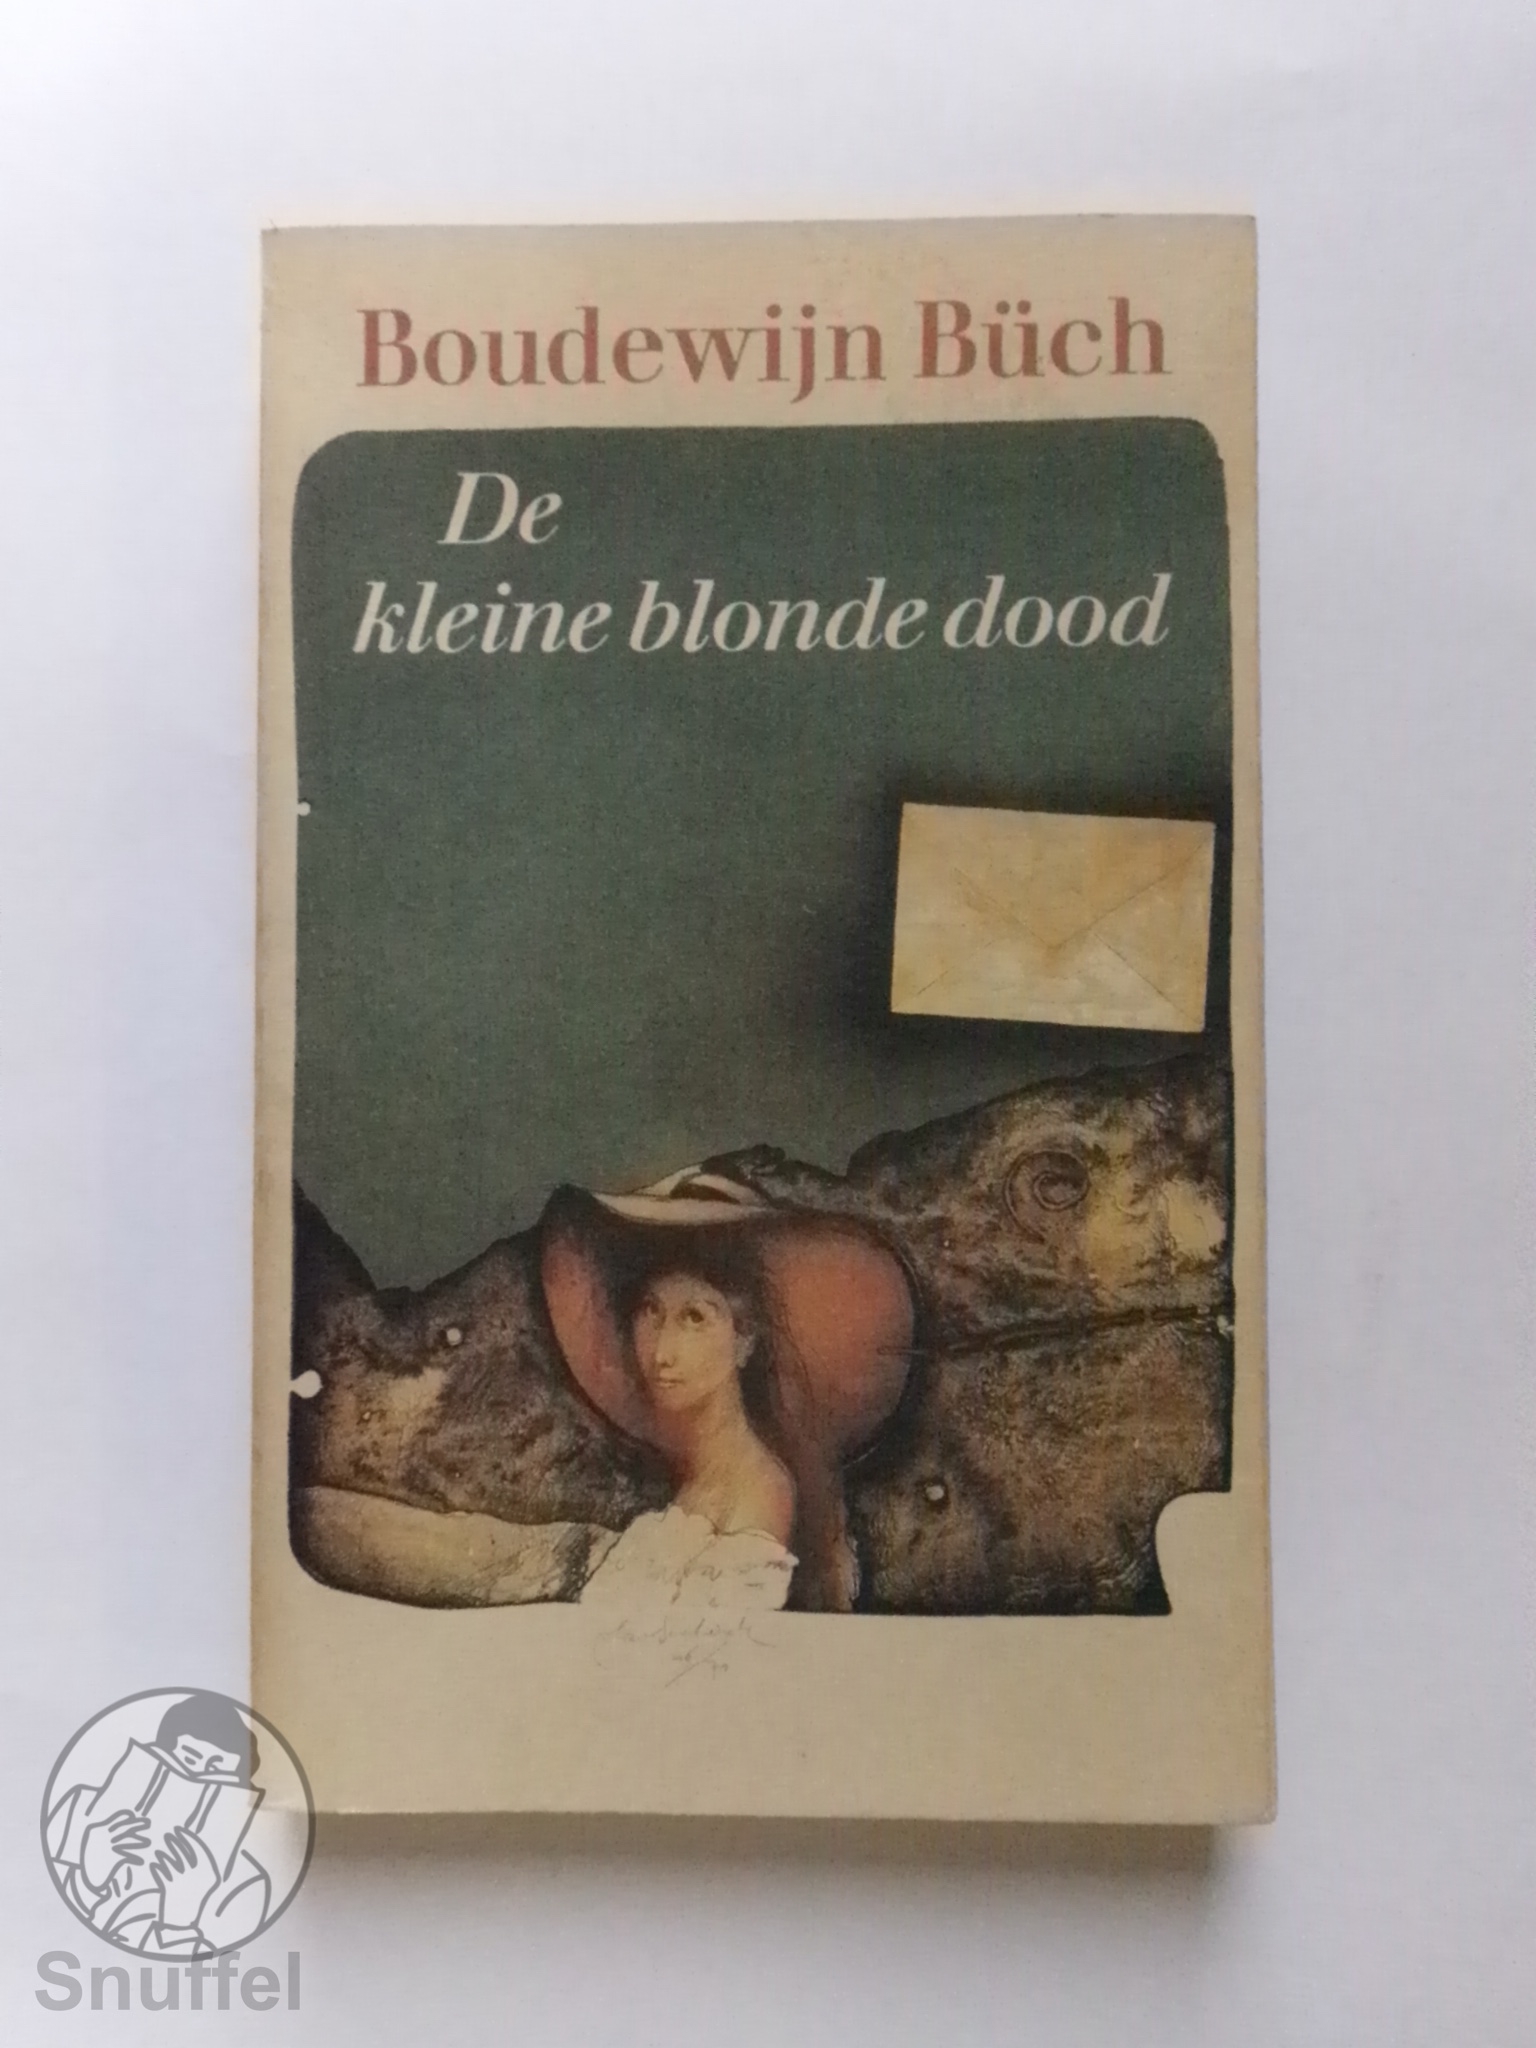 Boudewijn Büch
De
kleine blonde dood
Snuffel